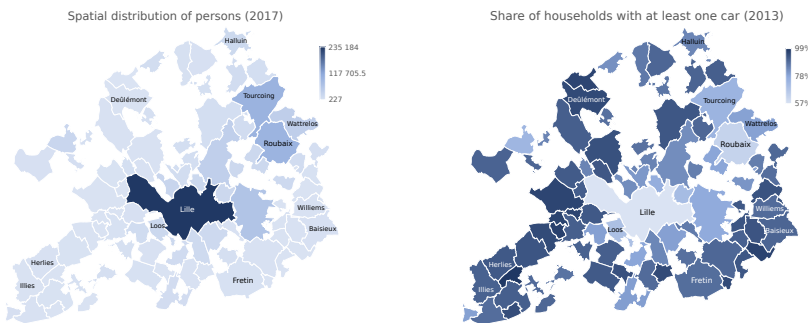 Spatial distribution of persons (2017)
Halluin
235 184
117 705.5
227
Deûlémont
Tourcoing
Wattrelos
Roubaix
Lille
Williems
Loos
Baisieux
Herlies
Illies
Fretin
Share of households with at least one car (2013)
Halluin
99%
78%
57%
Deûlémont
Tourcoing
Wattrelos
Roubaix
Lille
Williems
Loos
Baisieux
Herlies
Illies
Fretin